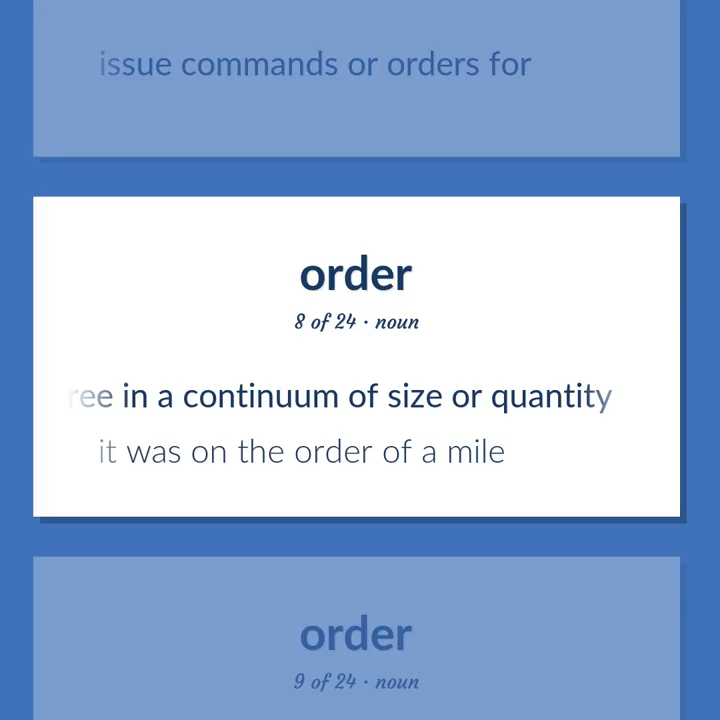 issue commands or orders for
order
8 of 24 · noun
ree in a continuum of size or quantity
it was on the order of a mile
order
9 of 24 · noun